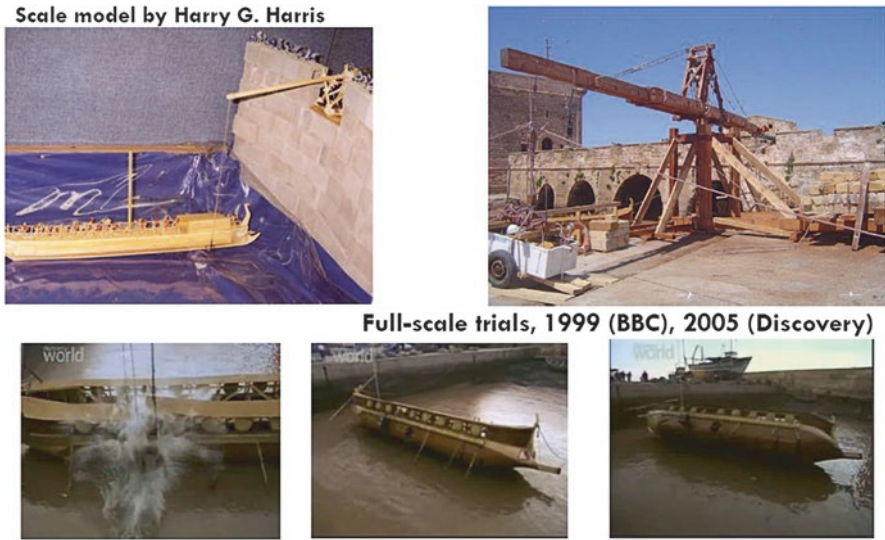 Scale model by Harry G. Harris
Full-scale trials, 1999 (BBC), 2005 (Discovery)
world
world
world